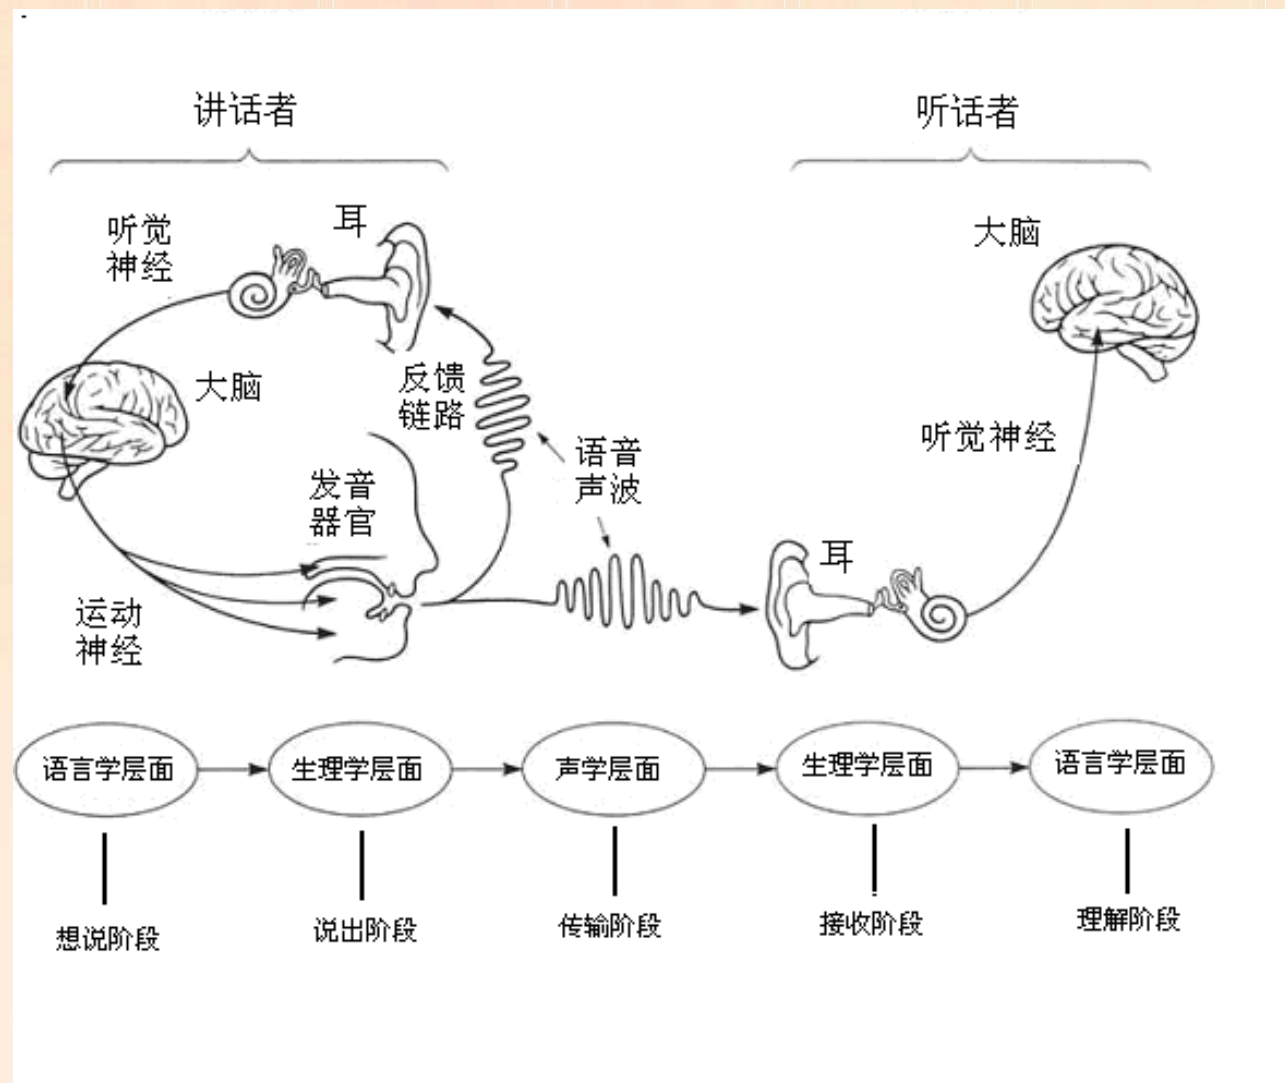 讲话者
听话者
听觉
神经
耳
大脑
大脑
反馈
链路
听觉神经
语音
声波
发音
器官
耳
运动
神经
语言学层面
生理学层面
声学层面
生理学层面
语言学层面
想说阶段
说出阶段
传输阶段
接收阶段
理解阶段